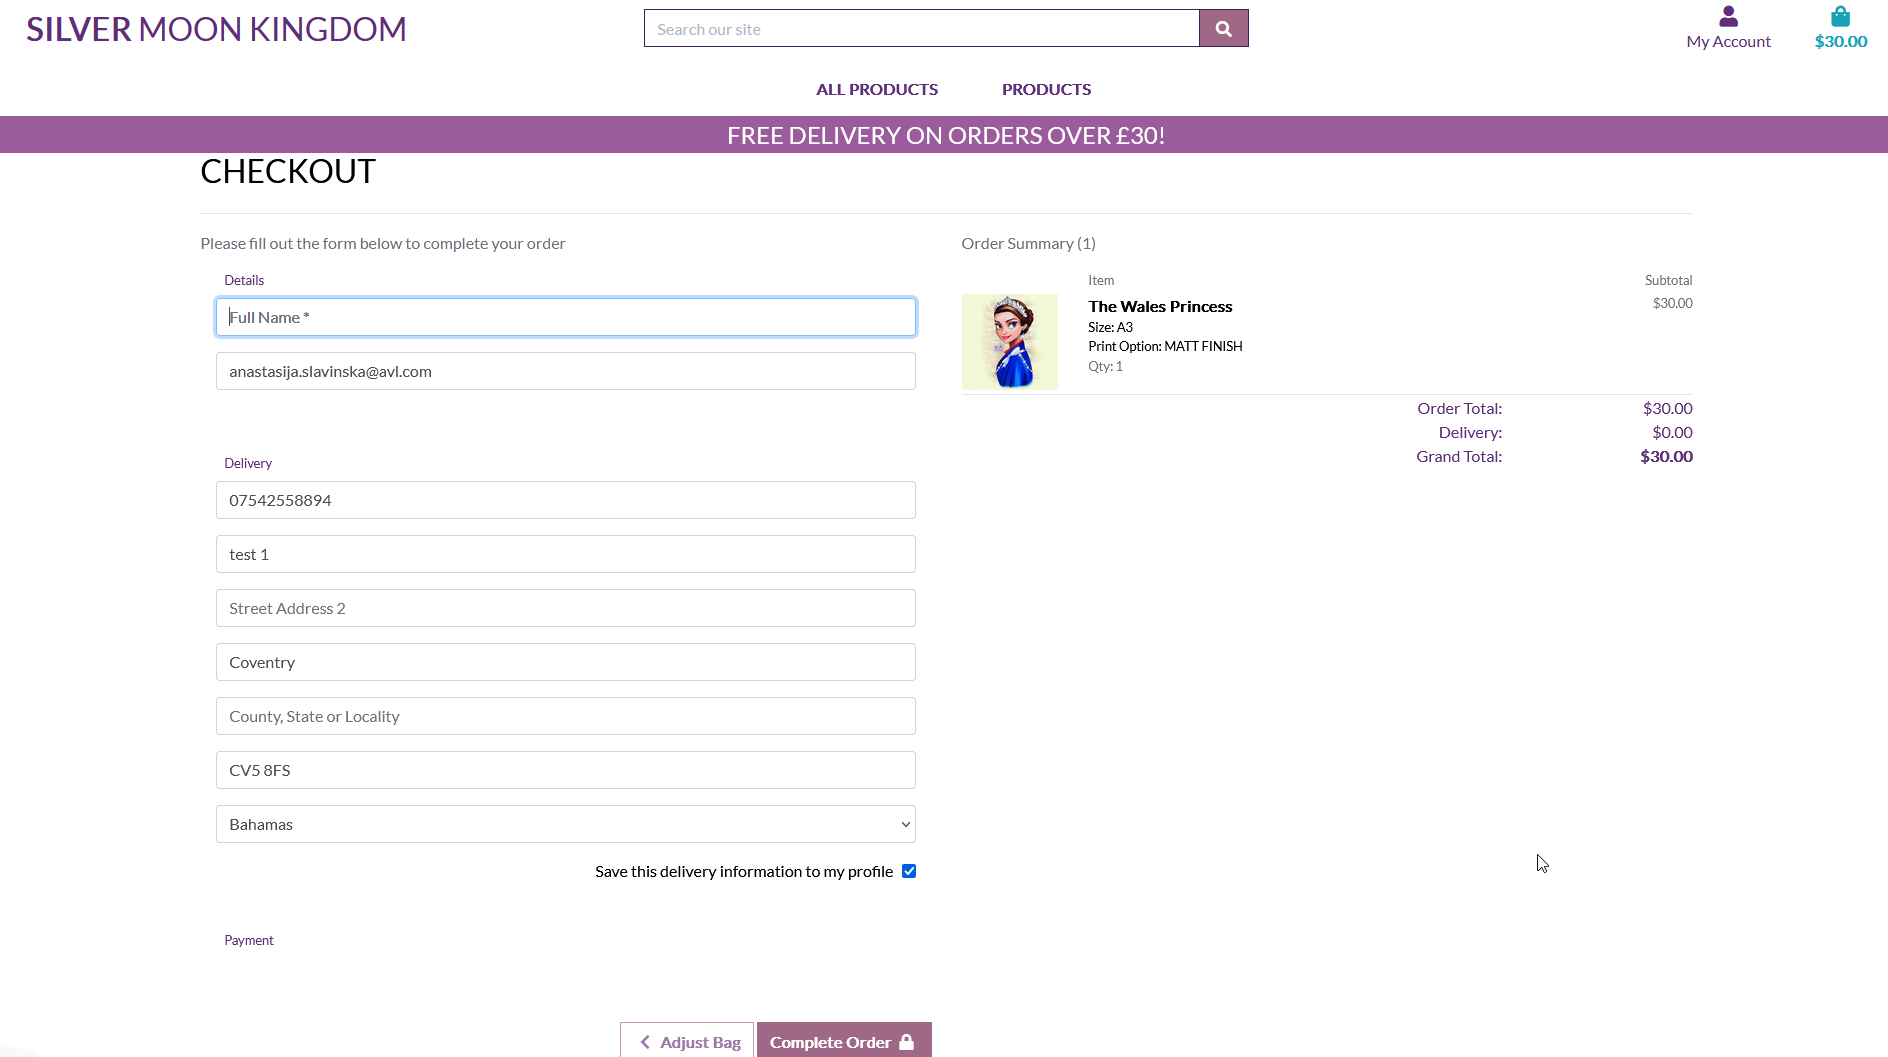 SILVER MOON KINGDOM
Search our site
My Account
$30.00
ALL PRODUCTS
PRODUCTS
FREE DELIVERY ON ORDERS OVER £30!
CHECKOUT
Please fill out the form below to complete your order
Details
Full Name *
anastasija.slavinska@avl.com
Delivery
07542558894
test 1
Street Address 2
Coventry
County, State or Locality
CV5 8FS
Bahamas
Save this delivery information to my profile
Payment
Adjust Bag
Complete Order
Order Summary (1)
Item
Subtotal
The Wales Princess
$30.00
Size: A3
Print Option: MATT FINISH
Qty: 1
Order Total: $30.00
Delivery: $0.00
Grand Total: $30.00